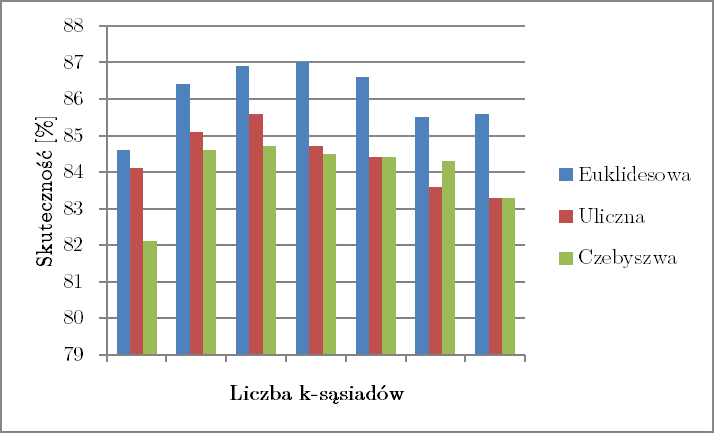 88
87
86
85
84
83
82
81
80
79
Skuteczność [%]
Liczba k-sąsiadów
Euklidesowa
Uliczna
Czebyszwa